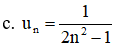 c. uₙ = 1 / (2n² − 1)